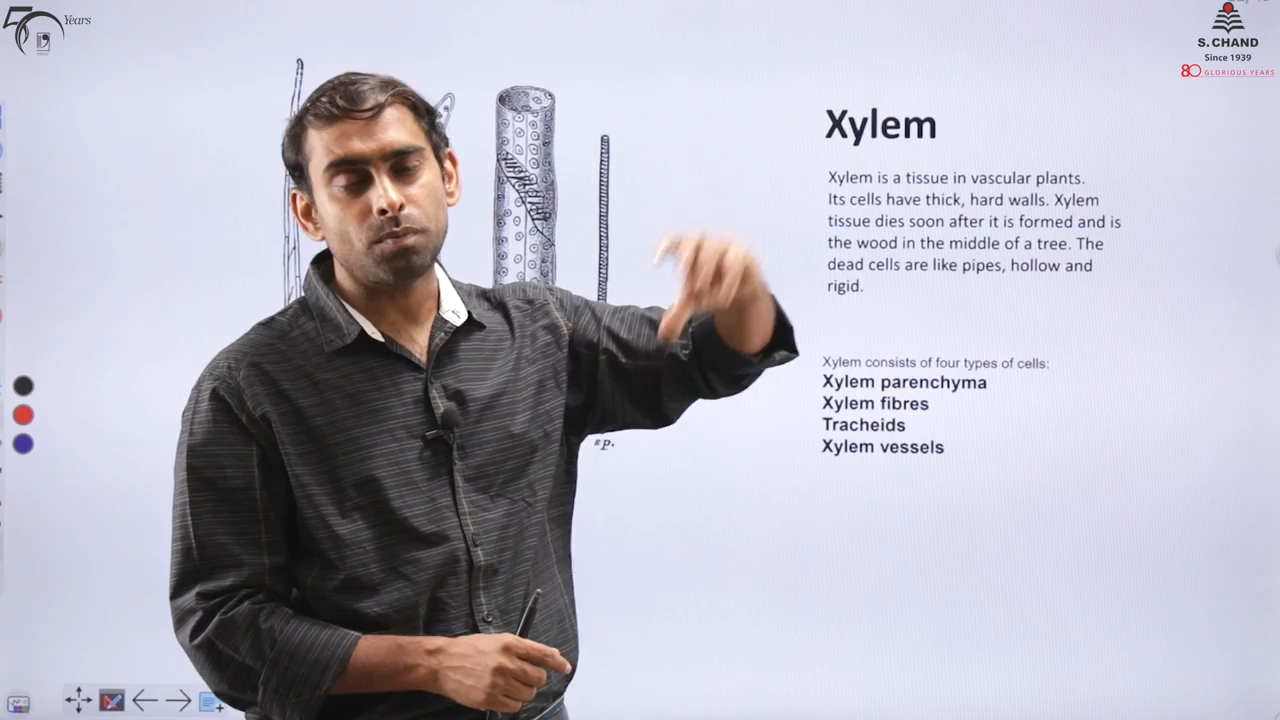 50 Years
S. CHAND
Since 1939
80 GLORIOUS YEARS
Xylem
Xylem is a tissue in vascular plants.
Its cells have thick, hard walls. Xylem
tissue dies soon after it is formed and is
the wood in the middle of a tree. The
dead cells are like pipes, hollow and
rigid.
Xylem consists of four types of cells:
Xylem parenchyma
Xylem fibres
Tracheids
Xylem vessels
sp.